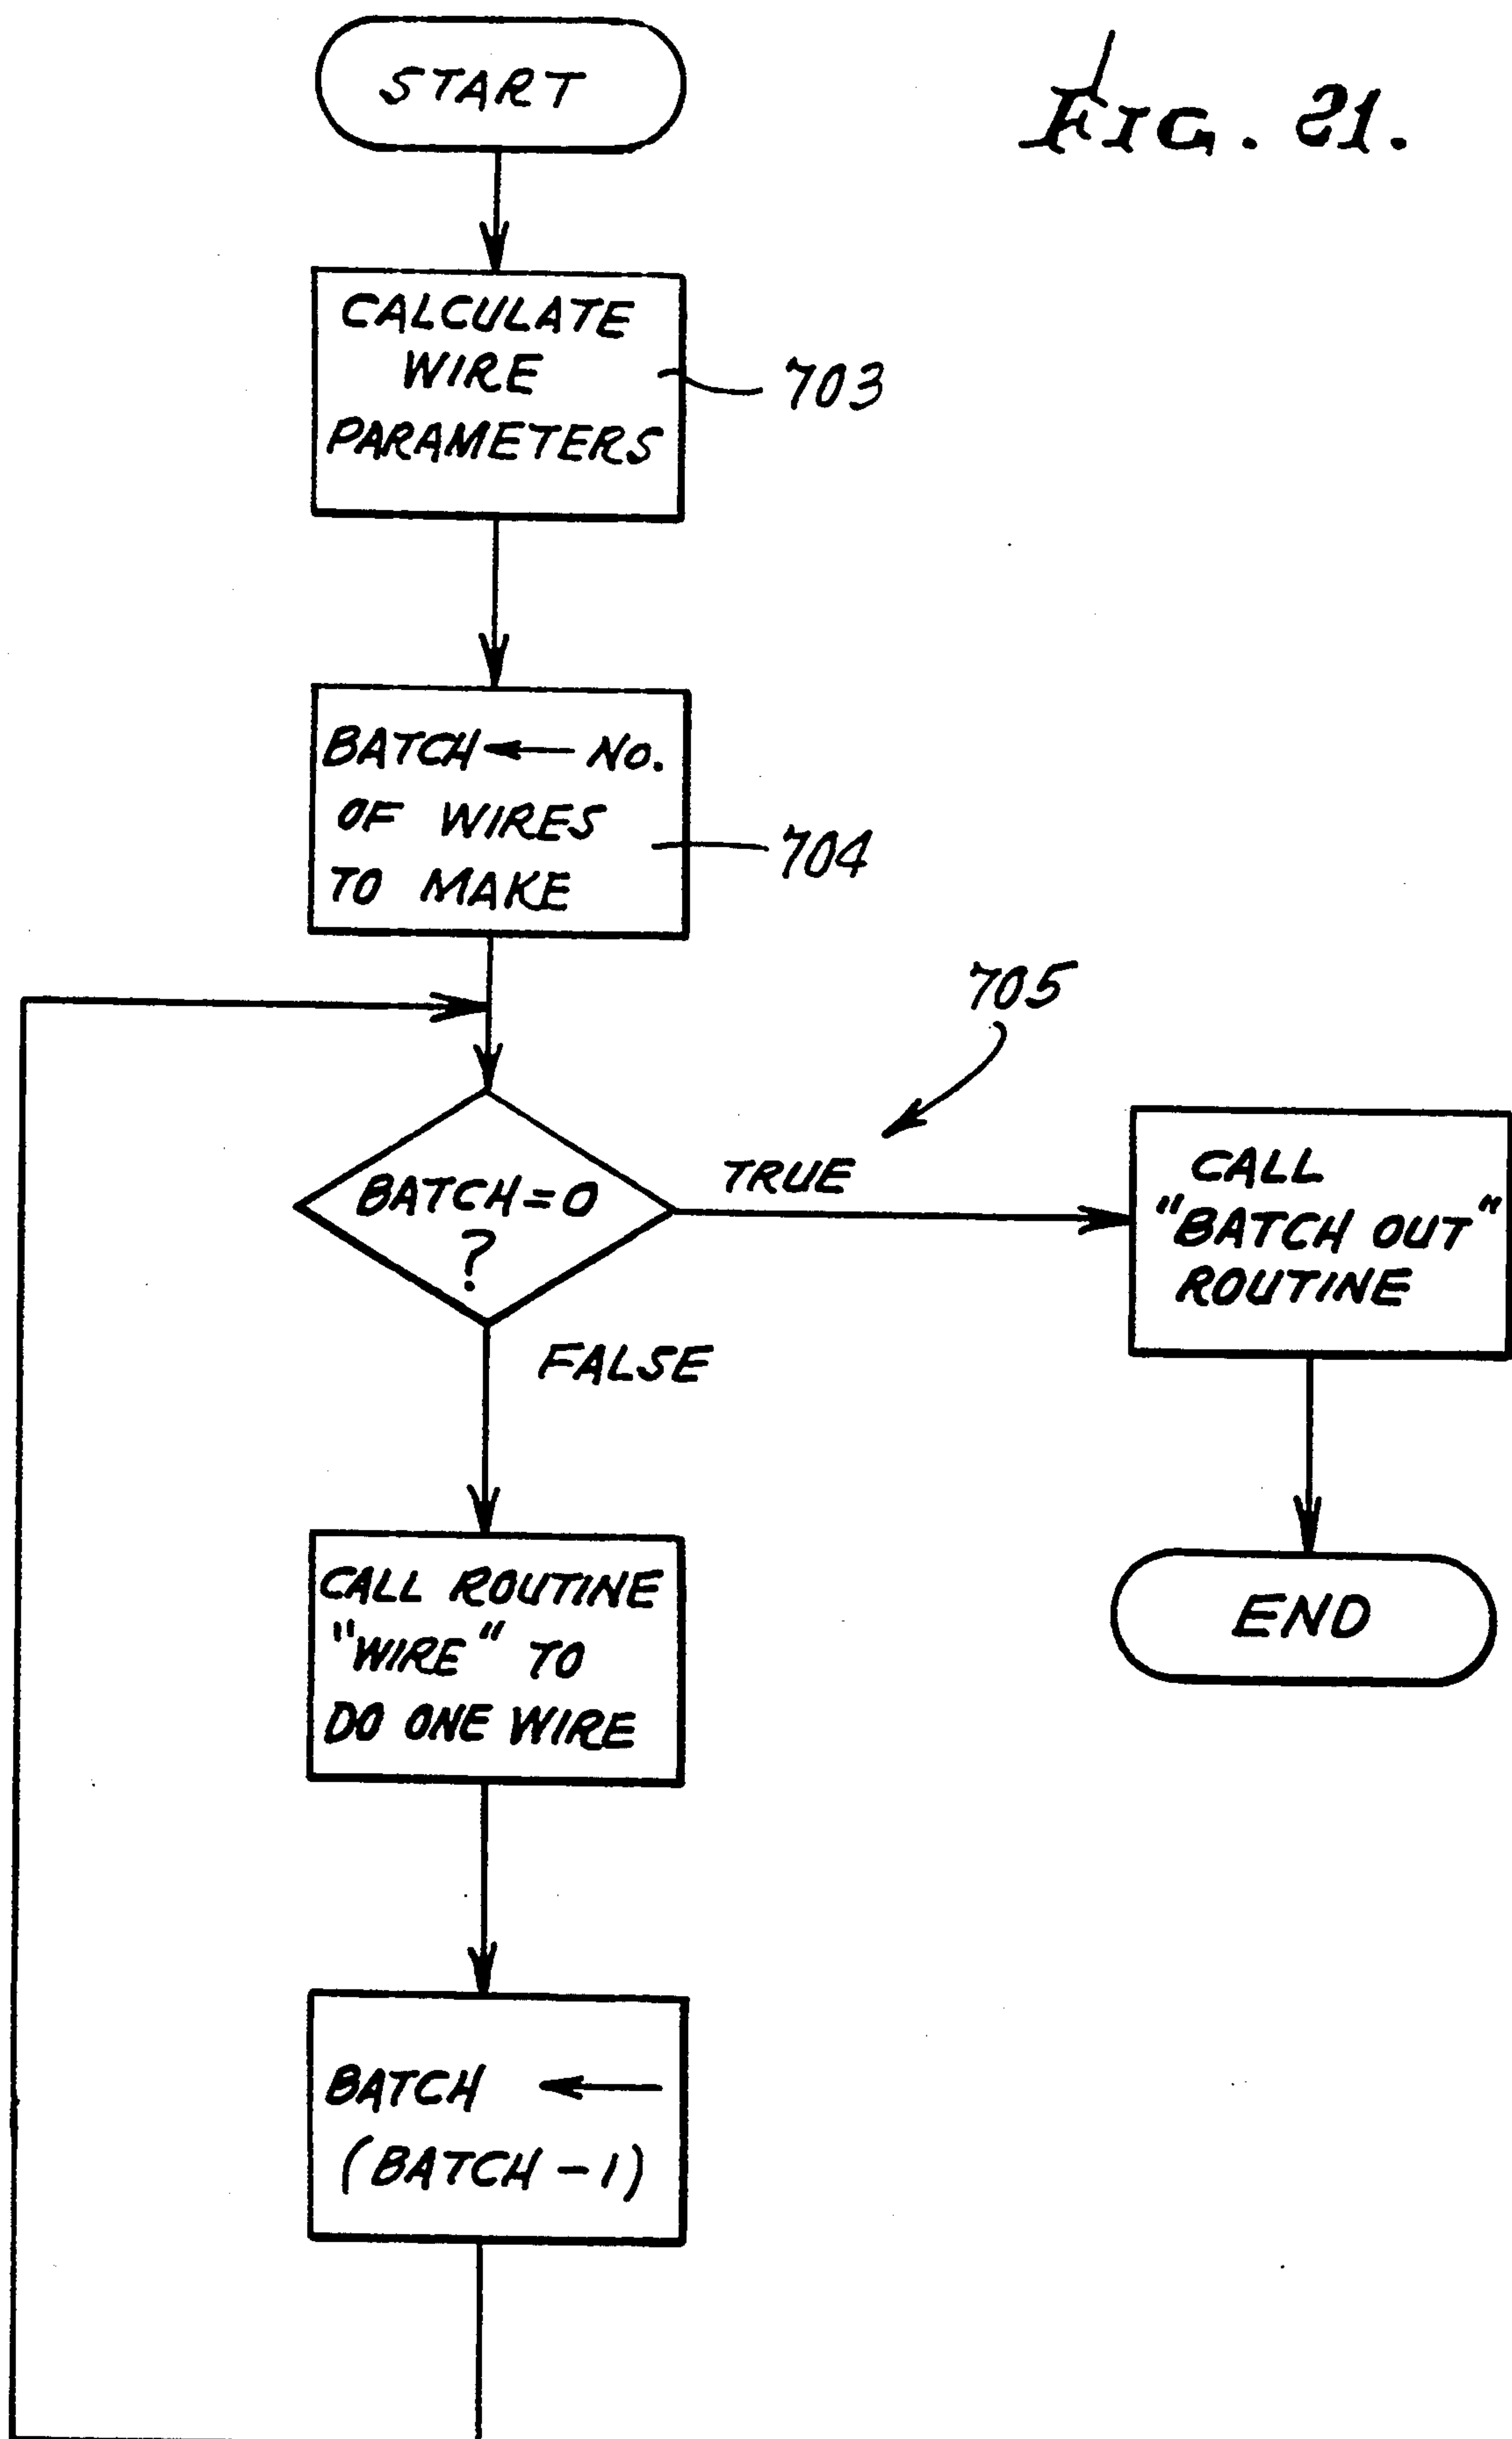 START
FIG. 21.
CALCULATE
WIRE
PARAMETERS
703
BATCH ← No.
OF WIRES
TO MAKE
704
705
BATCH = 0
?
TRUE
CALL
"BATCH OUT"
ROUTINE
FALSE
END
CALL ROUTINE
"WIRE" TO
DO ONE WIRE
BATCH ←
(BATCH - 1)